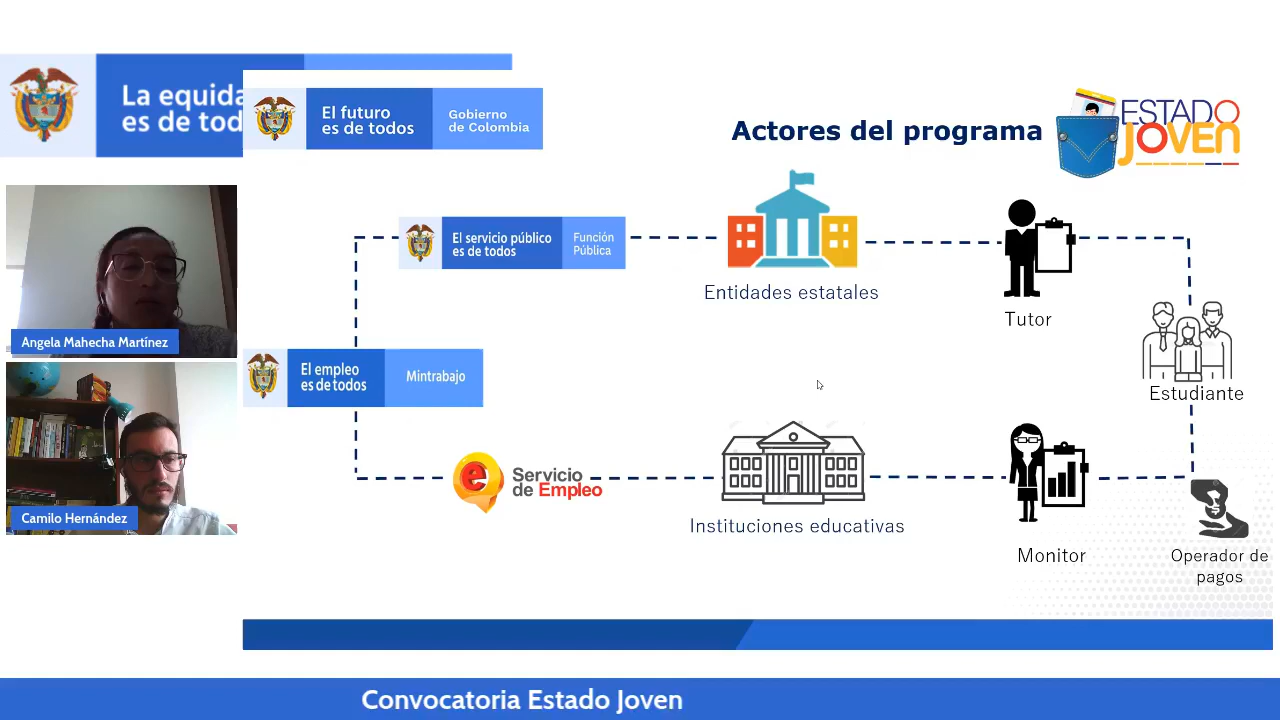 La equida
es de tod
El futuro
es de todos
Gobierno
de Colombia
Actores del programa
ESTADO
JOVEN
El servicio público
es de todos
Función
Pública
Entidades estatales
Tutor
Angela Mahecha Martínez
El empleo
es de todos
Mintrabajo
Estudiante
Servicio
de Empleo
Instituciones educativas
Camilo Hernández
Monitor
Operador de
pagos
Convocatoria Estado Joven